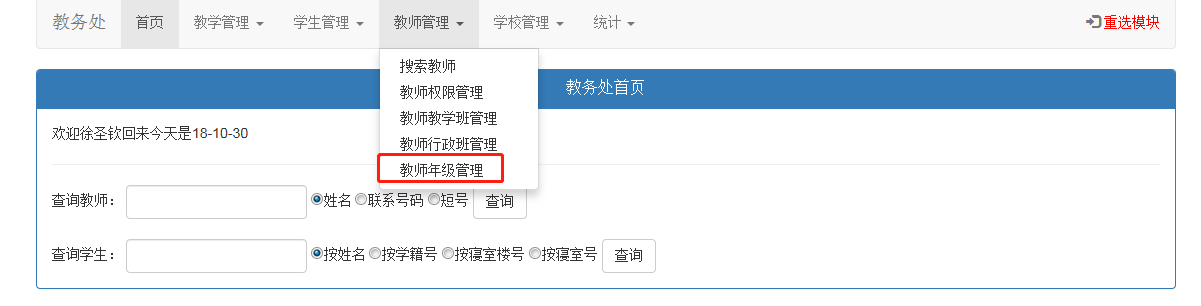 教务处 首页 教学管理 学生管理 教师管理 学校管理 统计 重选模块
搜索教师
教师权限管理
教师教学班管理
教师行政班管理
教师年级管理
教务处首页
欢迎徐圣钦回来今天是18-10-30
查询教师： 姓名 联系号码 短号 查询
查询学生： 按姓名 按学籍号 按寝室楼号 按寝室号 查询